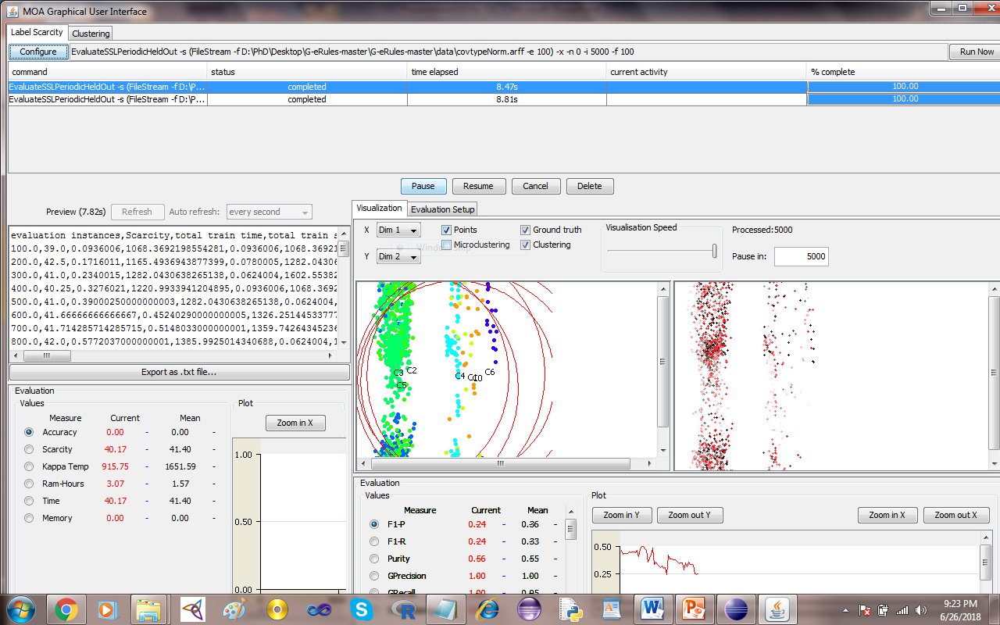 MOA Graphical User Interface
Label Scarcity Clustering
Configure EvaluateSSLPeriodicHeldOut -s (FileStream -f D:\PhD\Desktop\G-eRules-master\G-eRules-master\data\covtypeNorm.arff -e 100) -x -n 0 -i 5000 -f 100 Run Now
command status time elapsed current activity % complete
EvaluateSSLPeriodicHeldOut -s (FileStream -f D:\P... completed 8.47s 100.00
EvaluateSSLPeriodicHeldOut -s (FileStream -f D:\P... completed 8.81s 100.00
Pause Resume Cancel Delete
Preview (7.82s) Refresh Auto refresh: every second
evaluation instances,Scarcity,total train time,total train s
100.0,39.0,0.0936006,1068.3692198554281,0.0936006,1068.36921
200.0,42.5,0.1716011,1165.4936943877399,0.0780005,1282.04306
300.0,41.0,0.2340015,1282.0430638265138,0.0624004,1602.55382
400.0,40.25,0.3276021,1220.9933941204895,0.0936006,1068.3692
500.0,41.0,0.39000250000000003,1282.0430638265138,0.0624004,
600.0,41.666666666666667,0.45240290000000005,1326.2514453377
700.0,41.714285714285715,0.5148033000000001,1359.74264345236
800.0,42.0,0.5772037000000001,1385.9925014340688,0.0624004,1
Export as .txt file...
Evaluation
Values
Measure Current Mean
Accuracy 0.00 - 0.00 -
Scarcity 40.17 - 41.40 -
Kappa Temp 915.75 - 1651.59 -
Ram-Hours 3.07 - 1.57 -
Time 40.17 - 41.40 -
Memory 0.00 - 0.00 -
Plot
Zoom in X
1.00
0.50
0.00
Visualization Evaluation Setup
X Dim 1 Points Ground truth
Y Dim 2 Microclustering Clustering
Visualisation Speed
Processed:5000
Pause in: 5000
C3 C2
C5
C4
C6
Evaluation
Values
Measure Current Mean
F1-P 0.24 - 0.36 -
F1-R 0.24 - 0.33 -
Purity 0.56 - 0.55 -
GPrecision 1.00 - 1.00 -
GRecall 1.00 - 0.95 -
Plot
Zoom in Y Zoom out Y Zoom in X Zoom out X
0.50
0.25
9:23 PM
6/26/2018